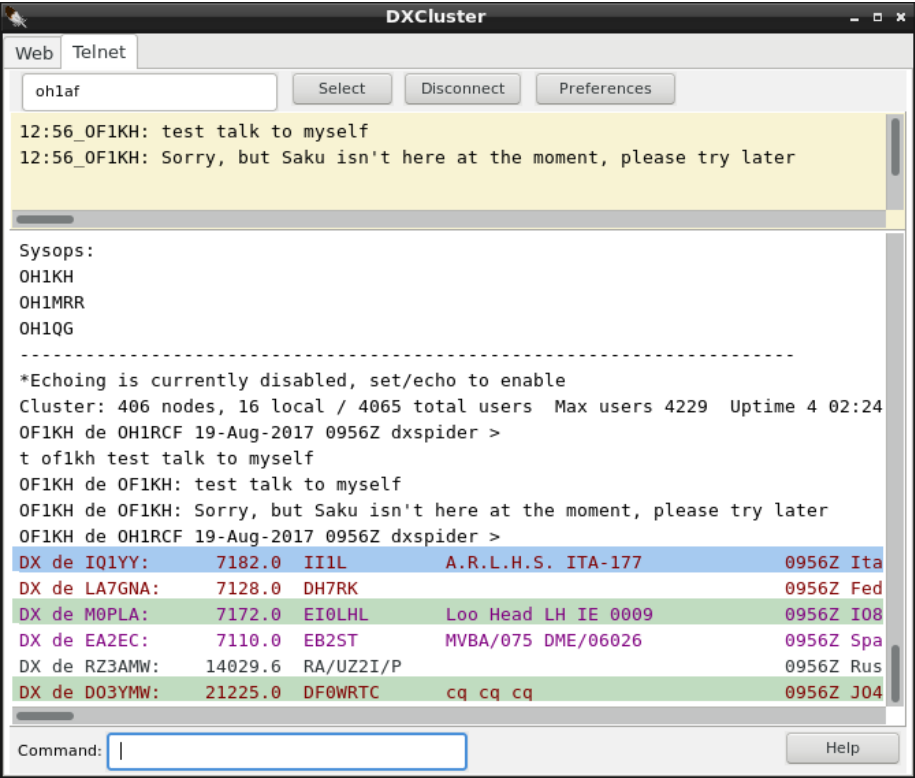 DXCluster
Web Telnet
oh1af Select Disconnect Preferences
12:56_OF1KH: test talk to myself
12:56_OF1KH: Sorry, but Saku isn't here at the moment, please try later
Sysops:
OH1KH
OH1MRR
OH1QG
-----------------------------------------------------------------------
*Echoing is currently disabled, set/echo to enable
Cluster: 406 nodes, 16 local / 4065 total users  Max users 4229  Uptime 4 02:24
OF1KH de OH1RCF 19-Aug-2017 0956Z dxspider >
t of1kh test talk to myself
OF1KH de OF1KH: test talk to myself
OF1KH de OF1KH: Sorry, but Saku isn't here at the moment, please try later
OF1KH de OH1RCF 19-Aug-2017 0956Z dxspider >
DX de IQ1YY:     7182.0  II1L         A.R.L.H.S. ITA-177             0956Z Ita
DX de LA7GNA:     7128.0  DH7RK                                      0956Z Fed
DX de M0PLA:     7172.0  EI0LHL       Loo Head LH IE 0009            0956Z IO8
DX de EA2EC:     7110.0  EB2ST        MVBA/075 DME/06026             0956Z Spa
DX de RZ3AMW:    14029.6  RA/UZ2I/P                                  0956Z Rus
DX de DO3YMW:    21225.0  DF0WRTC      cq cq cq                      0956Z JO4
Command: Help